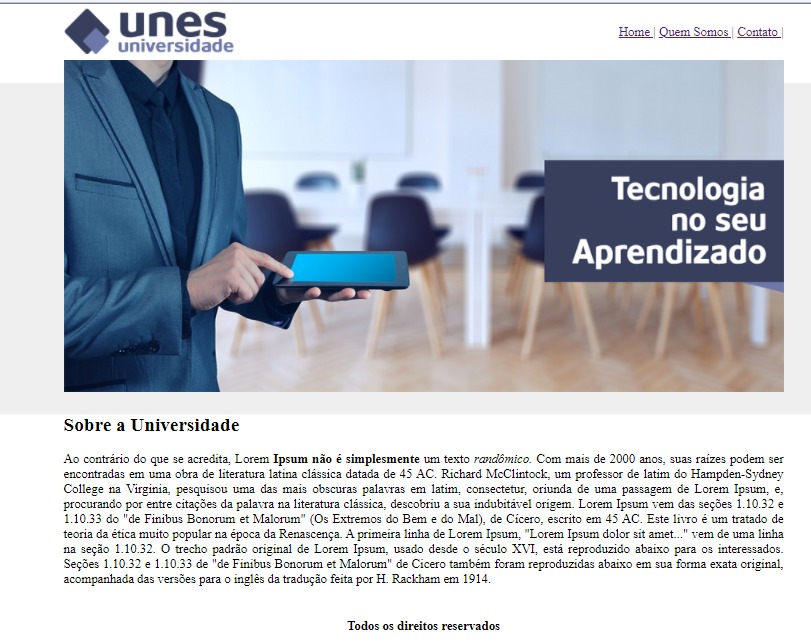 unes
universidade
Home | Quem Somos | Contato |
Tecnologia
no seu
Aprendizado
Sobre a Universidade
Ao contrário do que se acredita, Lorem Ipsum não é simplesmente um texto randômico. Com mais de 2000 anos, suas raízes podem ser
encontradas em uma obra de literatura latina clássica datada de 45 AC. Richard McClintock, um professor de latim do Hampden-Sydney
College na Virginia, pesquisou uma das mais obscuras palavras em latim, consectetur, oriunda de uma passagem de Lorem Ipsum, e,
procurando por entre citações da palavra na literatura clássica, descobriu a sua indubitável origem. Lorem Ipsum vem das seções 1.10.32 e
1.10.33 do "de Finibus Bonorum et Malorum" (Os Extremos do Bem e do Mal), de Cícero, escrito em 45 AC. Este livro é um tratado de
teoria da ética muito popular na época da Renascença. A primeira linha de Lorem Ipsum, "Lorem Ipsum dolor sit amet..." vem de uma linha
na seção 1.10.32. O trecho padrão original de Lorem Ipsum, usado desde o século XVI, está reproduzido abaixo para os interessados.
Seções 1.10.32 e 1.10.33 de "de Finibus Bonorum et Malorum" de Cicero também foram reproduzidas abaixo em sua forma exata original,
acompanhada das versões para o inglês da tradução feita por H. Rackham em 1914.
Todos os direitos reservados